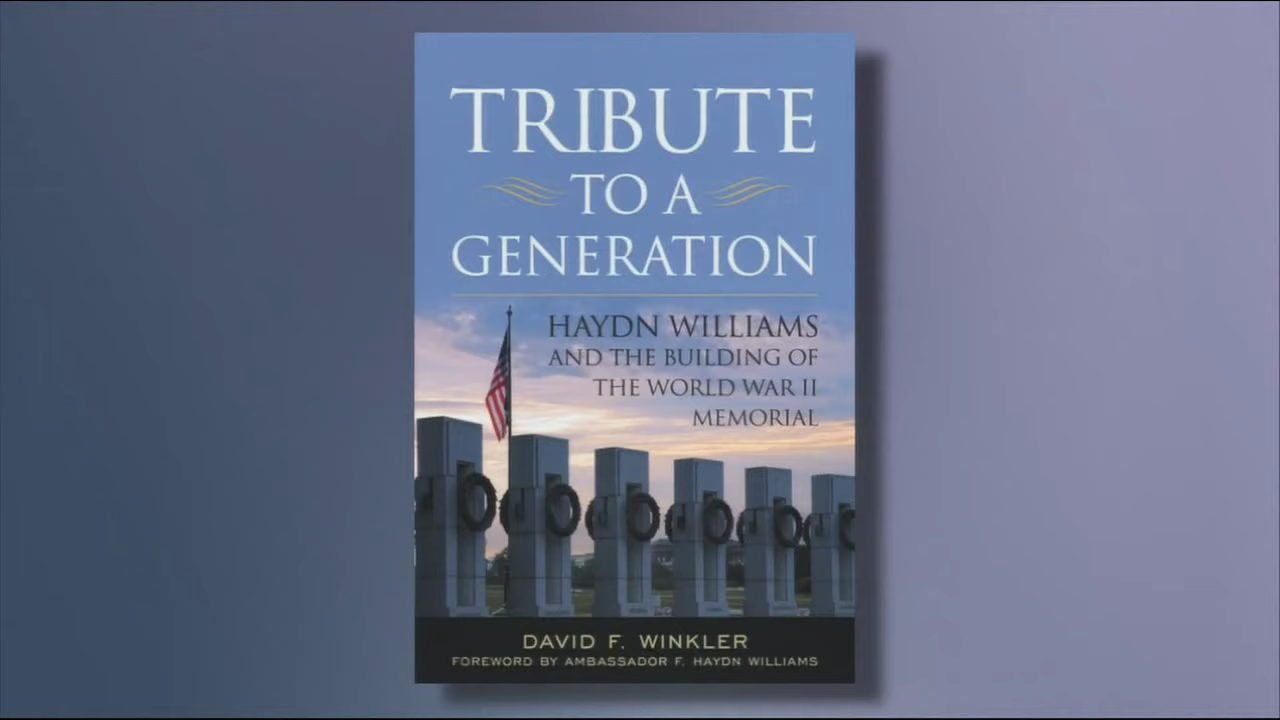 TRIBUTE
TO A
GENERATION
HAYDN WILLIAMS
AND THE BUILDING OF
THE WORLD WAR II
MEMORIAL
DAVID F. WINKLER
FOREWORD BY AMBASSADOR F. HAYDN WILLIAMS